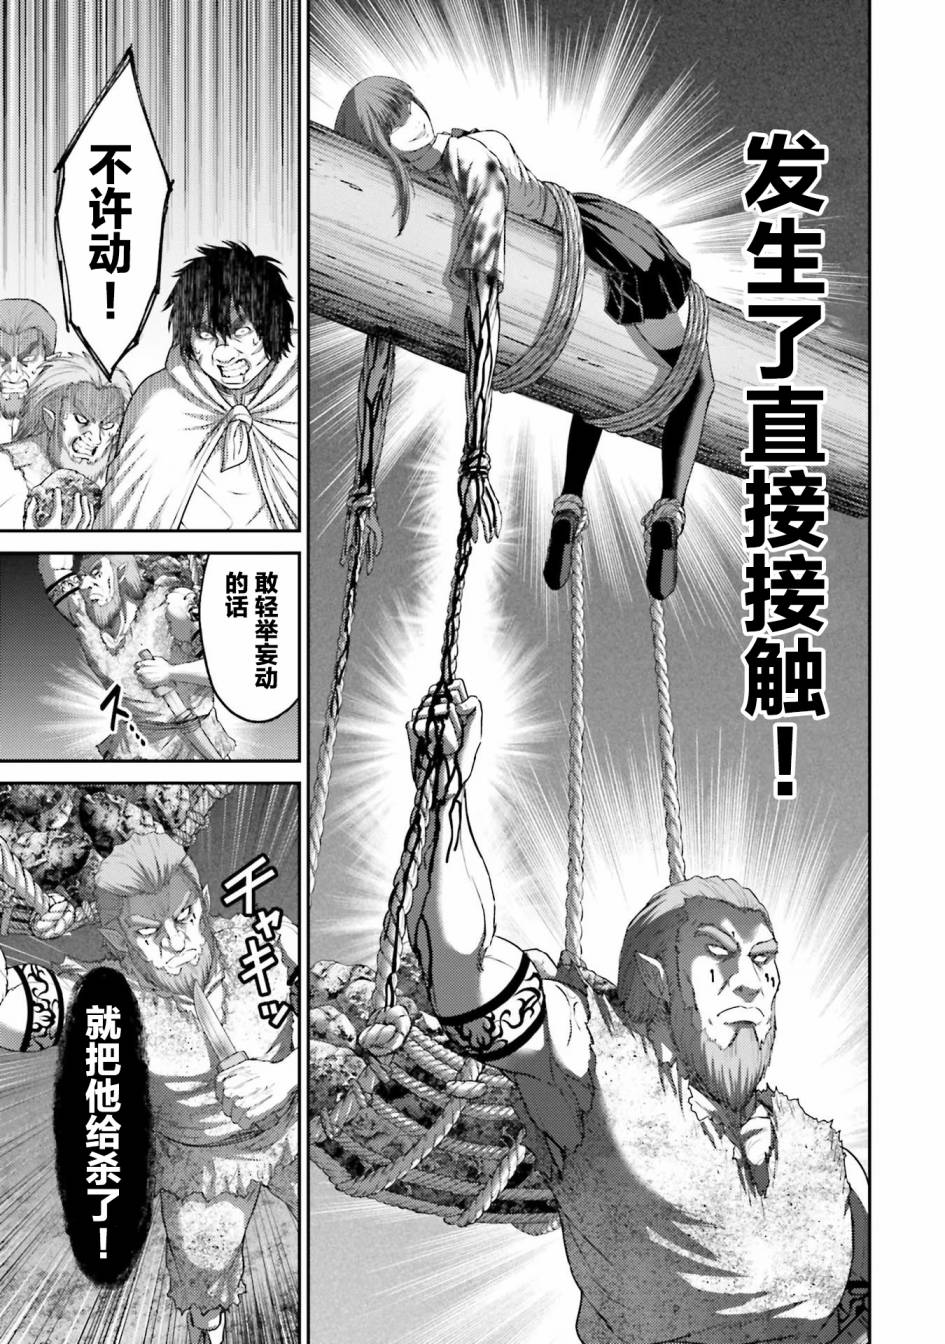 发生了直接接触！
不许动！
敢轻举妄动
的话
ト…
チャキッ
就把他给杀了！